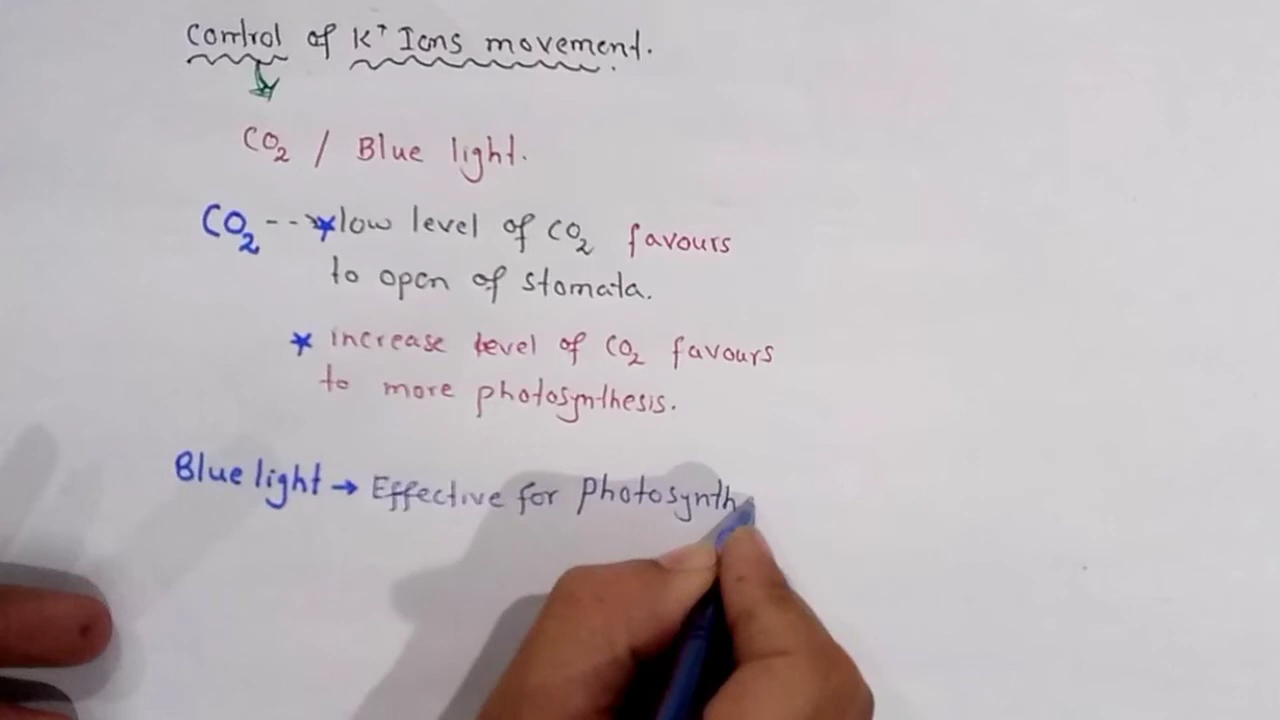 Control of K⁺ Ions movement.
CO₂ / Blue light.
CO₂ --→ * low level of CO₂ favours
to open of stomata.
* increase level of CO₂ favours
to more photosynthesis.
Blue light → Effective for Photosynth